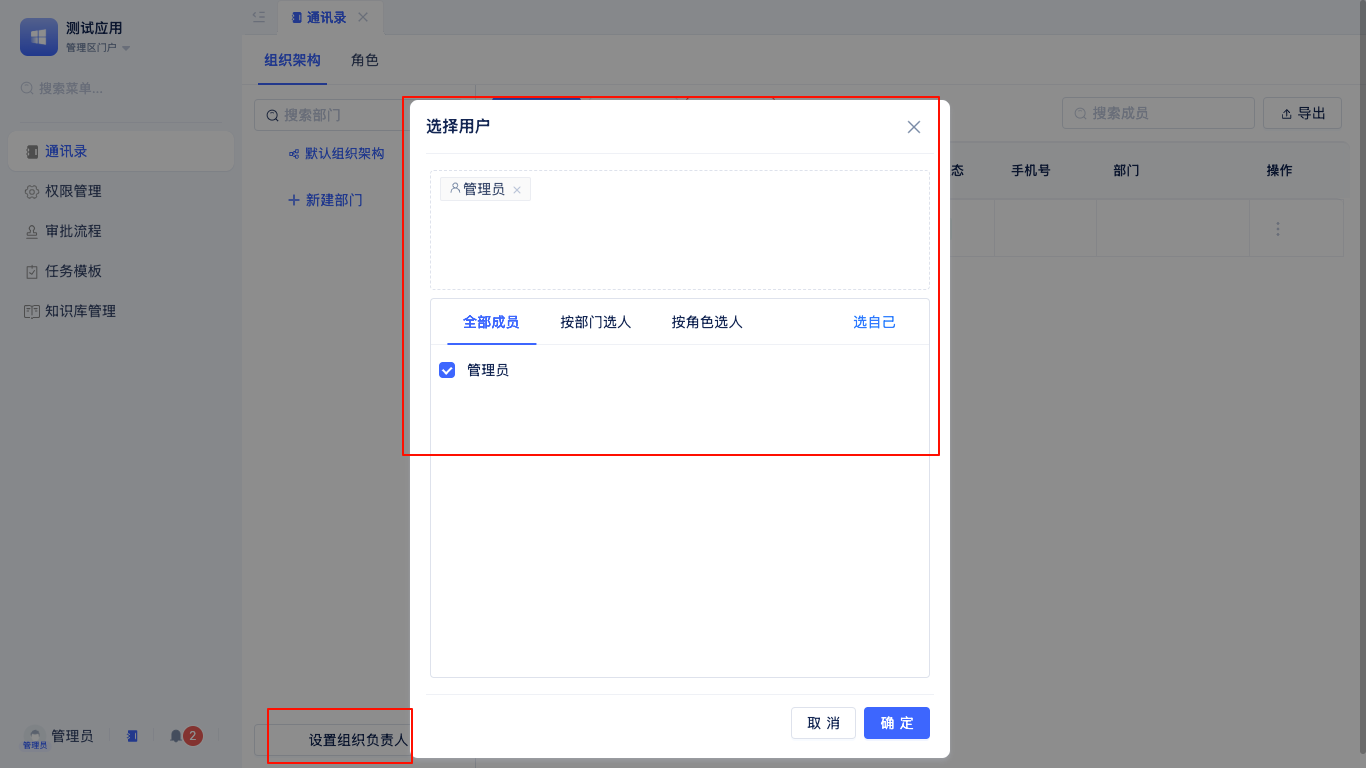 测试应用
管理区门户
搜索菜单...
通讯录
权限管理
审批流程
任务模板
知识库管理
管理员
管理员
2
通讯录
组织架构 角色
搜索部门
默认组织架构
新建部门
设置组织负责人
搜索成员
导出
态 手机号 部门 操作
选择用户
管理员
全部成员 按部门选人 按角色选人 选自己
管理员
取 消 确 定